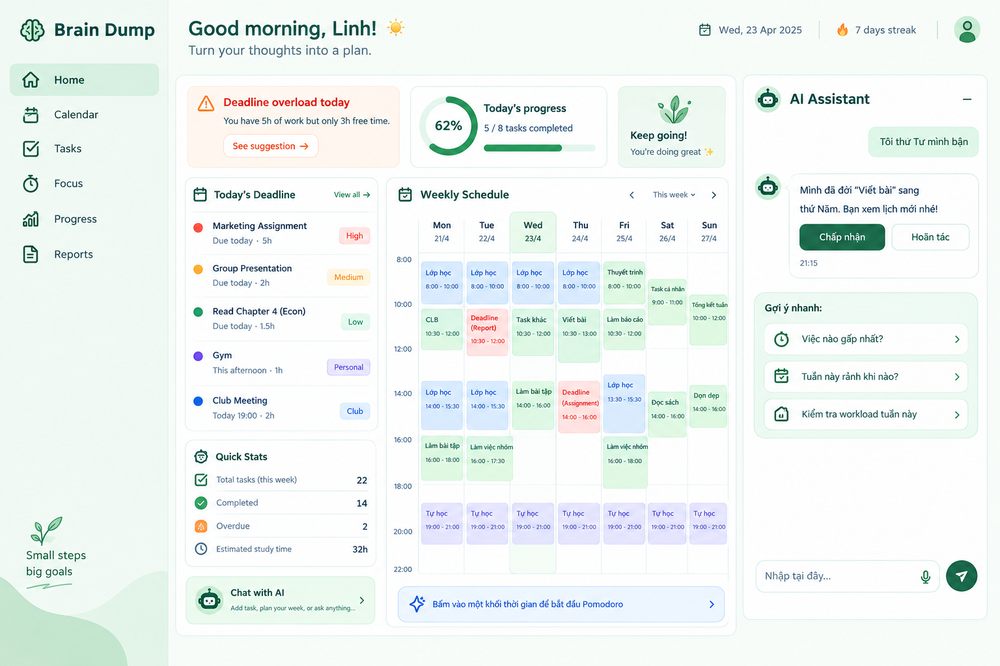 Brain Dump
Home
Calendar
Tasks
Focus
Progress
Reports
Small steps
big goals
Good morning, Linh!
Turn your thoughts into a plan.
Wed, 23 Apr 2025
7 days streak
Deadline overload today
You have 5h of work but only 3h free time.
See suggestion →
62%
Today's progress
5 / 8 tasks completed
Keep going!
You're doing great ✨
Today's Deadline
View all →
Marketing Assignment
Due today · 5h
High
Group Presentation
Due today · 2h
Medium
Read Chapter 4 (Econ)
Due today · 1.5h
Low
Gym
This afternoon · 1h
Personal
Club Meeting
Today 19:00 · 2h
Club
Quick Stats
Total tasks (this week) 22
Completed 14
Overdue 2
Estimated study time 32h
Chat with AI
Add task, plan your week, or ask anything...
Weekly Schedule
This week
Mon Tue Wed Thu Fri Sat Sun
21/4 22/4 23/4 24/4 25/4 26/4 27/4
8:00
10:00
12:00
14:00
16:00
18:00
20:00
22:00
Lớp học
8:00 - 10:00
CLB
10:30 - 12:00
Lớp học
14:00 - 15:30
Làm bài tập
16:00 - 18:00
Tự học
19:00 - 21:00
Lớp học
8:00 - 10:00
Deadline
(Report)
10:30 - 12:00
Lớp học
14:00 - 15:30
Làm việc nhóm
16:00 - 17:30
Tự học
19:00 - 21:00
Lớp học
8:00 - 10:00
Task khác
10:30 - 12:00
Làm bài tập
14:00 - 16:00
Tự học
19:00 - 21:00
Lớp học
8:00 - 10:00
Viết bài
10:30 - 13:00
Deadline
(Assignment)
14:00 - 16:00
Tự học
19:00 - 21:00
Thuyết trình
8:00 - 10:00
Làm báo cáo
10:30 - 12:00
Lớp học
13:30 - 15:30
Làm việc nhóm
16:00 - 18:00
Tự học
19:00 - 21:00
Task cá nhân
9:00 - 11:00
Đọc sách
14:00 - 16:00
Tự học
19:00 - 21:00
Tổng kết tuần
10:00 - 12:00
Dọn dẹp
14:00 - 16:00
Tự học
19:00 - 21:00
Bấm vào một khối thời gian để bắt đầu Pomodoro
AI Assistant
Tôi thứ Tư mình bận
Mình đã đời “Viết bài” sang
thứ Năm. Bạn xem lịch mới nhé!
Chấp nhận
Hoãn tác
21:15
Gợi ý nhanh:
Việc nào gấp nhất?
Tuần này rảnh khi nào?
Kiểm tra workload tuần này
Nhập tại đây...